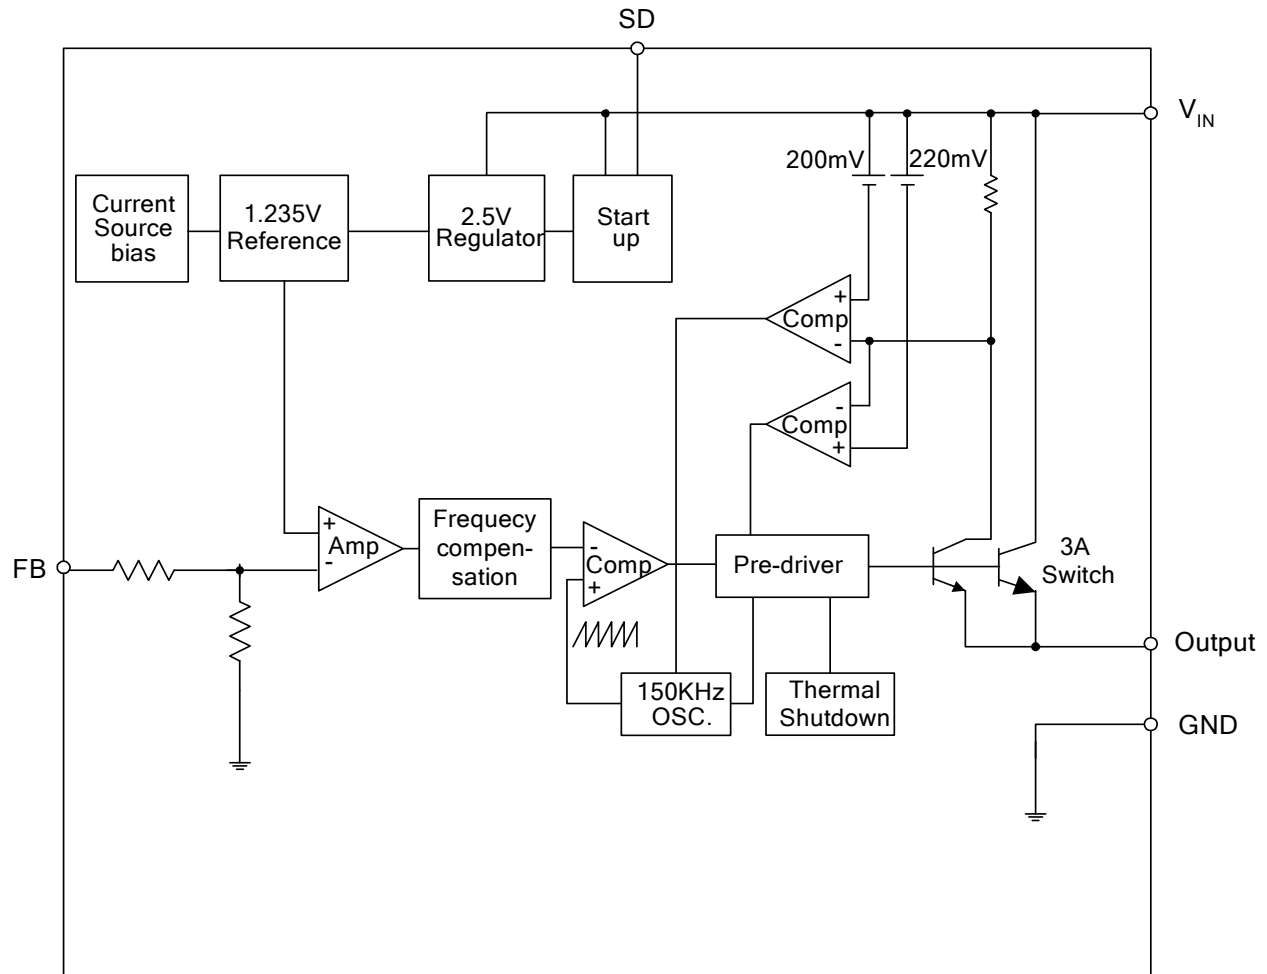 SD
V_IN
200mV
220mV
Current
Source
bias
1.235V
Reference
2.5V
Regulator
Start
up
+
Comp
-
-
Comp
+
FB
+
Amp
-
Frequecy
compen-
sation
-
Comp
+
Pre-driver
3A
Switch
Output
150KHz
OSC.
Thermal
Shutdown
GND